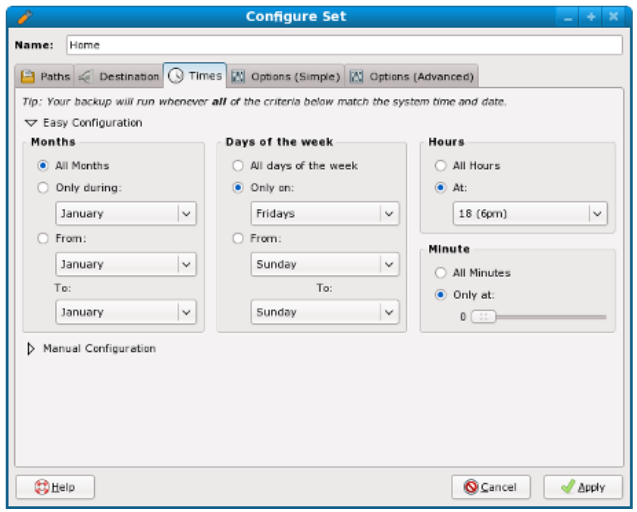 Configure Set
Name: Home
Paths Destination Times Options (Simple) Options (Advanced)
Tip: Your backup will run whenever all of the criteria below match the system time and date.
Easy Configuration
Months
All Months
Only during:
January
From:
January
To:
January
Days of the week
All days of the week
Only on:
Fridays
From:
Sunday
To:
Sunday
Hours
All Hours
At:
18 (6pm)
Minute
All Minutes
Only at:
0
Manual Configuration
Help Cancel Apply